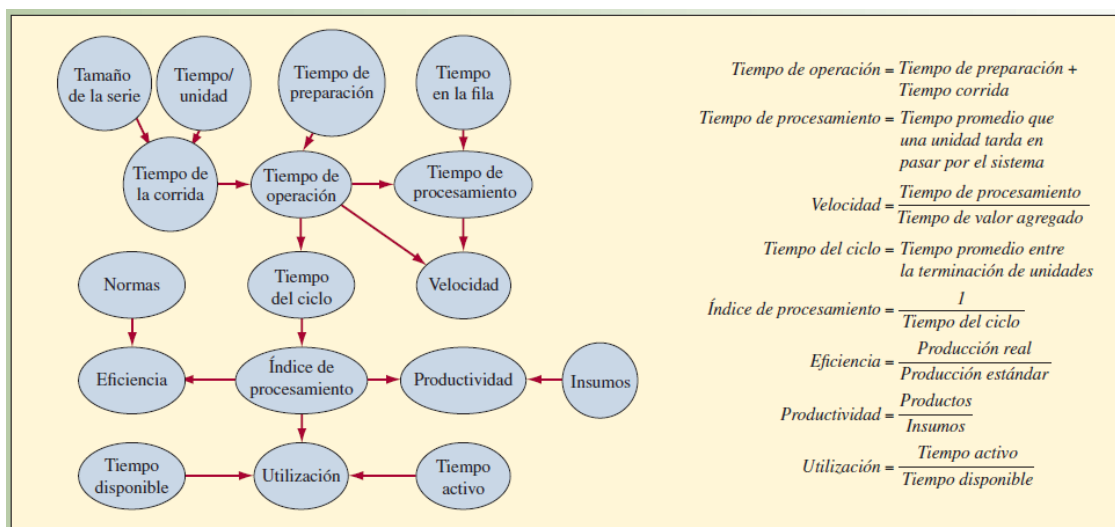 Tamaño
de la serie
Tiempo/
unidad
Tiempo de
preparación
Tiempo
en la fila
Tiempo de
la corrida
Tiempo de
operación
Tiempo de
procesamiento
Normas
Tiempo
del ciclo
Velocidad
Eficiencia
Índice de
procesamiento
Productividad
Insumos
Tiempo
disponible
Utilización
Tiempo
activo
Tiempo de operación = Tiempo de preparación +
Tiempo corrida
Tiempo de procesamiento = Tiempo promedio que
una unidad tarda en
pasar por el sistema
Velocidad = Tiempo de procesamiento
Tiempo de valor agregado
Tiempo del ciclo = Tiempo promedio entre
la terminación de unidades
Índice de procesamiento = 1
Tiempo del ciclo
Eficiencia = Producción real
Producción estándar
Productividad = Productos
Insumos
Utilización = Tiempo activo
Tiempo disponible